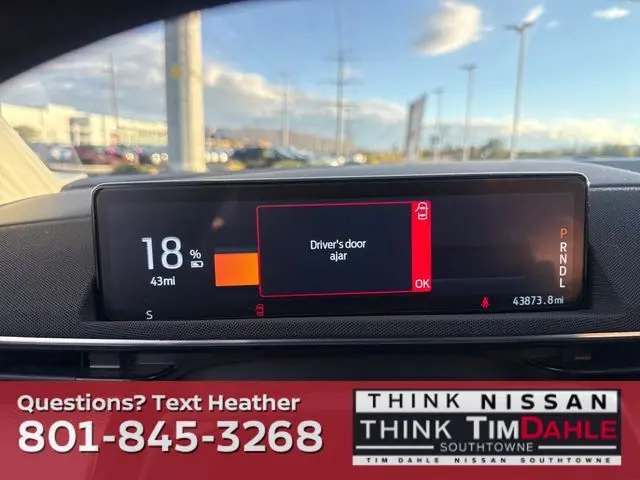 18 %
43mi
S
Driver's door
ajar
OK
P
R
N
D
L
43873.8 mi
Questions? Text Heather
801-845-3268
THINK NISSAN
THINK TIMDAHLE
SOUTHTOWNE
TIM DAHLE NISSAN SOUTHTOWNE